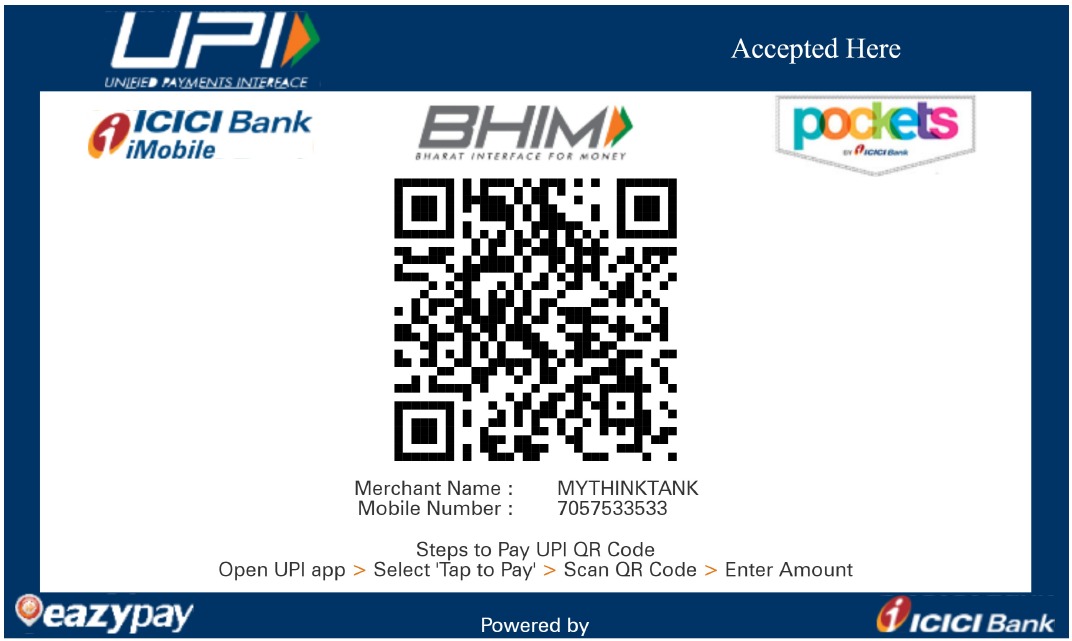 UPI
UNIFIED PAYMENTS INTERFACE
Accepted Here
ICICI Bank
iMobile
BHIM
BHARAT INTERFACE FOR MONEY
pockets
BY ICICI Bank
Merchant Name : MYTHINKTANK
Mobile Number : 7057533533
Steps to Pay UPI QR Code
Open UPI app > Select 'Tap to Pay' > Scan QR Code > Enter Amount
eazypay
Powered by
ICICI Bank